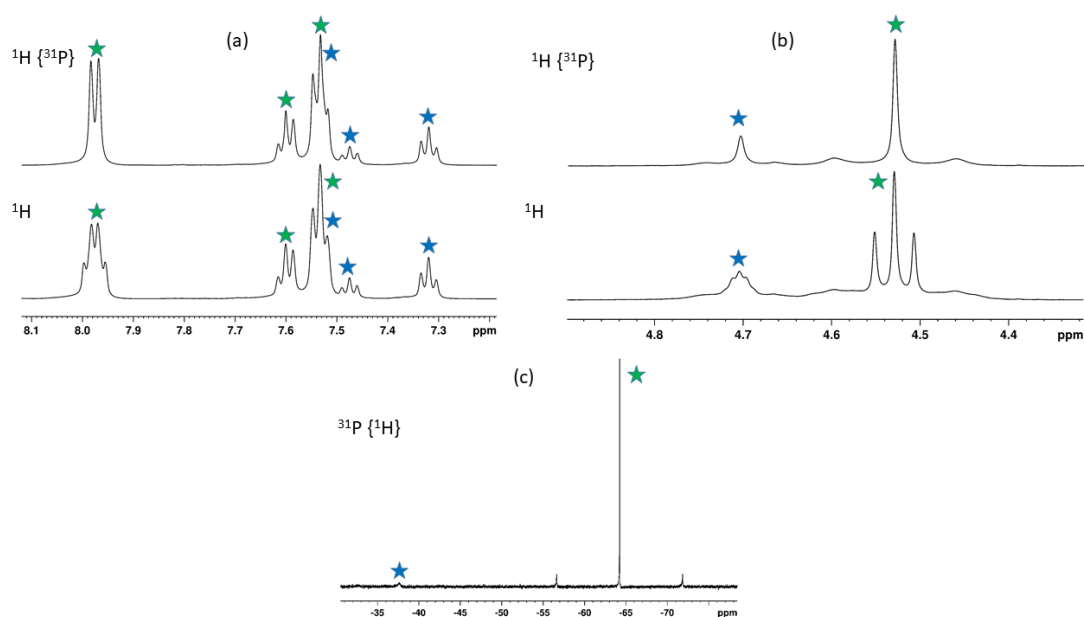 (a)
¹H {³¹P}
¹H
8.1 8.0 7.9 7.8 7.7 7.6 7.5 7.4 7.3 ppm
(b)
¹H {³¹P}
¹H
4.8 4.7 4.6 4.5 4.4 ppm
(c)
³¹P {¹H}
-35 -40 -45 -50 -55 -60 -65 -70 ppm